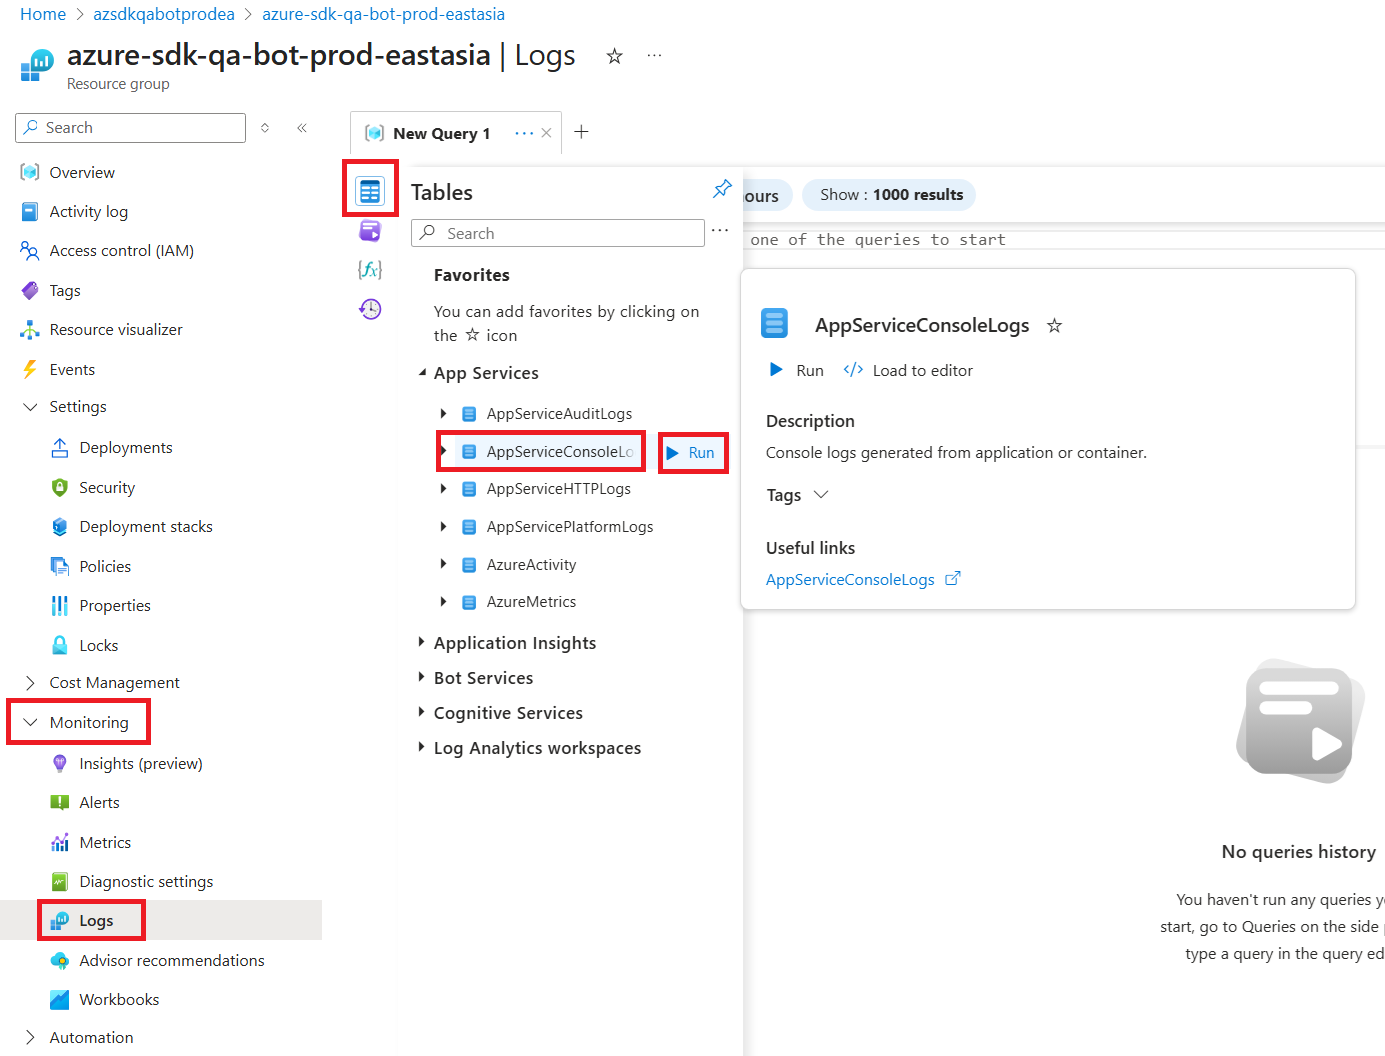 Home > azsdkqabotprodea > azure-sdk-qa-bot-prod-eastasia
azure-sdk-qa-bot-prod-eastasia | Logs ☆ ...
Resource group
Search
Overview
Activity log
Access control (IAM)
Tags
Resource visualizer
Events
Settings
Deployments
Security
Deployment stacks
Policies
Properties
Locks
Cost Management
Monitoring
Insights (preview)
Alerts
Metrics
Diagnostic settings
Logs
Advisor recommendations
Workbooks
Automation
New Query 1
Tables
Search
Favorites
You can add favorites by clicking on
the ☆ icon
App Services
AppServiceAuditLogs
AppServiceConsoleLo
Run
AppServiceHTTPLogs
AppServicePlatformLogs
AzureActivity
AzureMetrics
Application Insights
Bot Services
Cognitive Services
Log Analytics workspaces
Show : 1000 results
one of the queries to start
AppServiceConsoleLogs ☆
Run </> Load to editor
Description
Console logs generated from application or container.
Tags
Useful links
AppServiceConsoleLogs
No queries history
You haven't run any queries
start, go to Queries on the side
type a query in the query